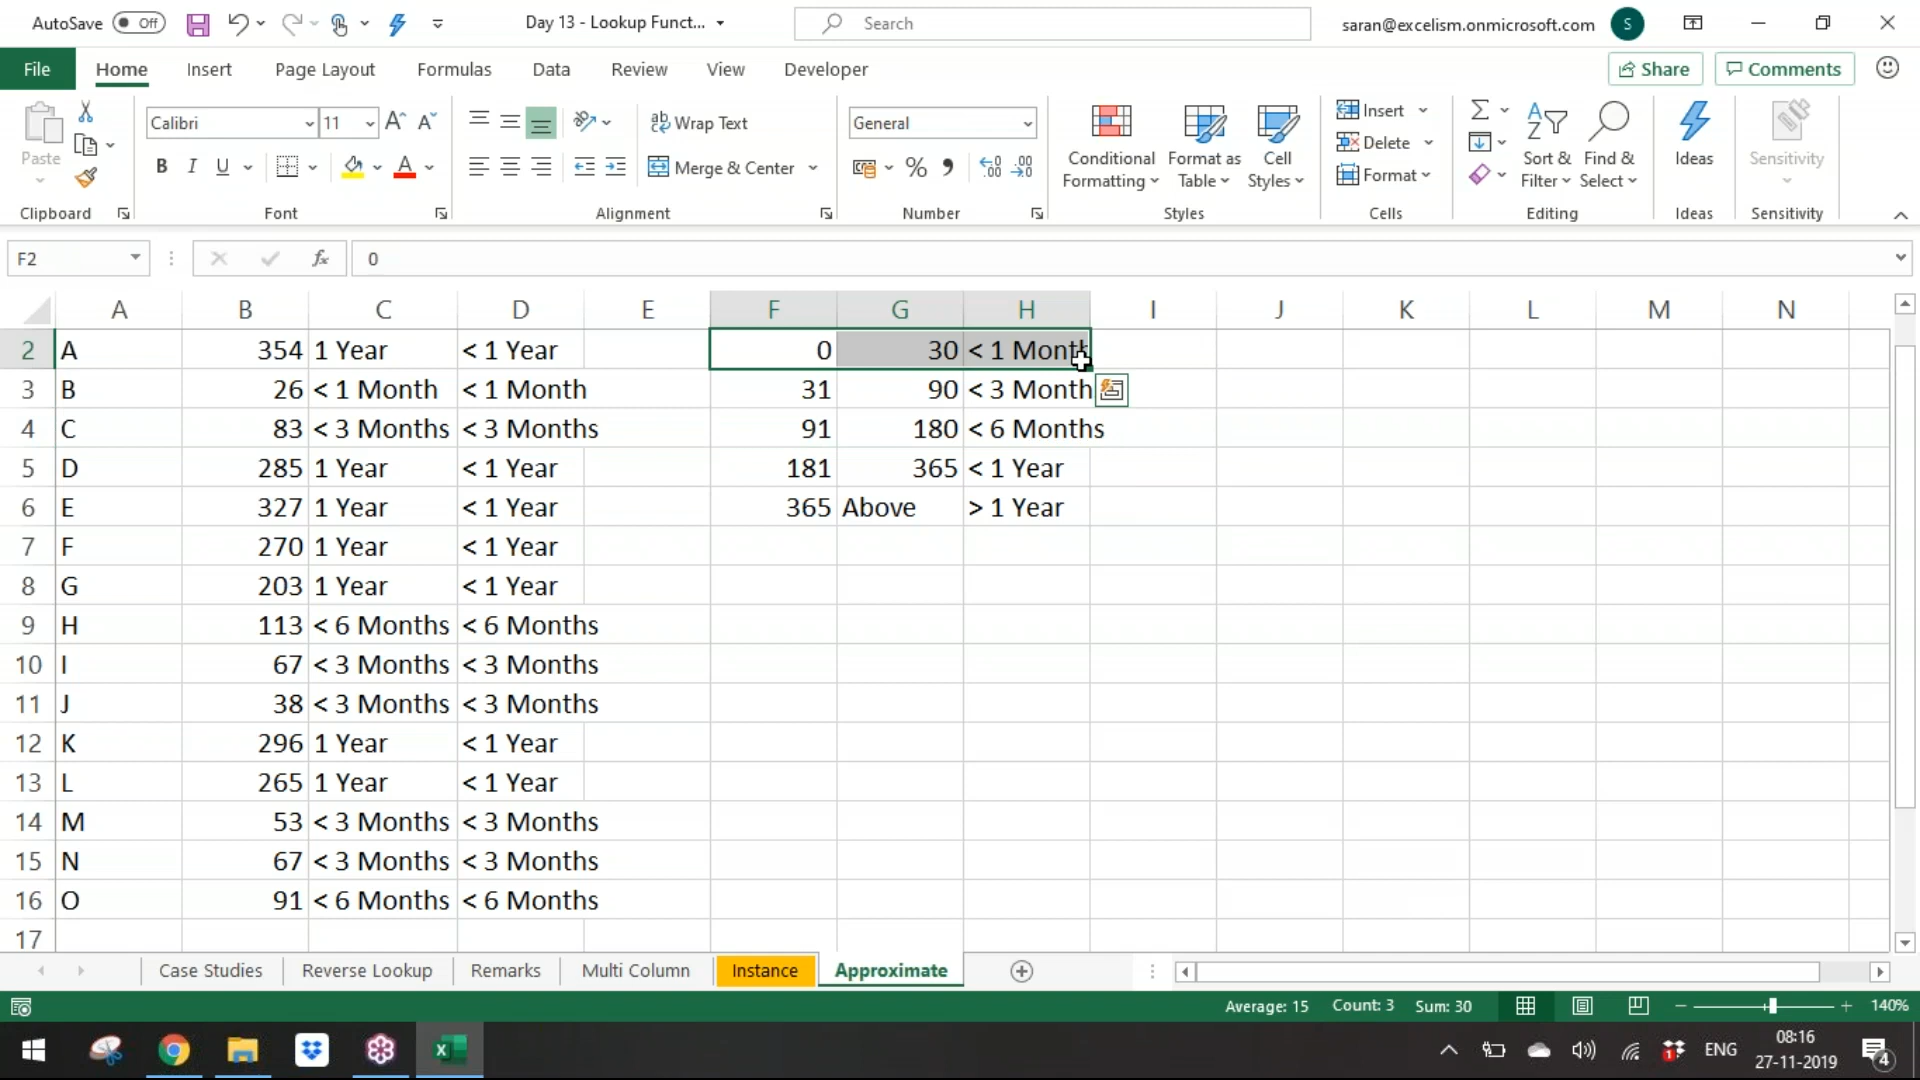 AutoSave Off Day 13 - Lookup Funct... Search saran@excelism.onmicrosoft.com S
File Home Insert Page Layout Formulas Data Review View Developer Share Comments
Paste Calibri 11 Wrap Text General Conditional Formatting Format as Table Cell Styles Insert Sort & Filter Find & Select Ideas Sensitivity
B I U Merge & Center % Delete
Format
Clipboard Font Alignment Number Styles Cells Editing Ideas Sensitivity
F2 fx 0
A B C D E F G H I J K L M N
2 A 354 1 Year < 1 Year 0 30 < 1 Month
3 B 26 < 1 Month < 1 Month 31 90 < 3 Month
4 C 83 < 3 Months < 3 Months 91 180 < 6 Months
5 D 285 1 Year < 1 Year 181 365 < 1 Year
6 E 327 1 Year < 1 Year 365 Above > 1 Year
7 F 270 1 Year < 1 Year
8 G 203 1 Year < 1 Year
9 H 113 < 6 Months < 6 Months
10 I 67 < 3 Months < 3 Months
11 J 38 < 3 Months < 3 Months
12 K 296 1 Year < 1 Year
13 L 265 1 Year < 1 Year
14 M 53 < 3 Months < 3 Months
15 N 67 < 3 Months < 3 Months
16 O 91 < 6 Months < 6 Months
17
Case Studies Reverse Lookup Remarks Multi Column Instance Approximate
Average: 15 Count: 3 Sum: 30 140%
ENG 08:16
27-11-2019 4